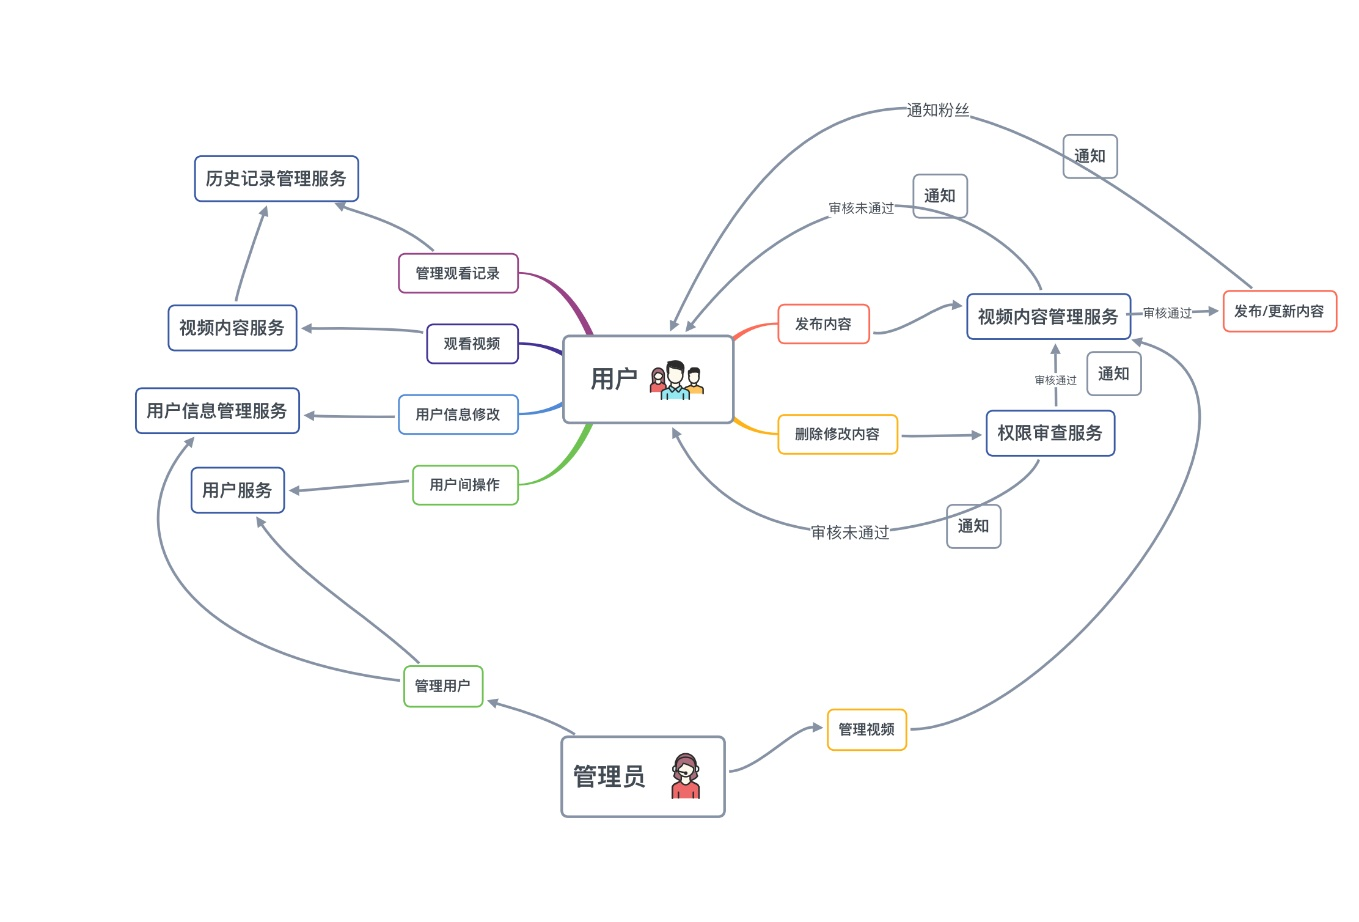 通知粉丝
通知
历史记录管理服务
通知
审核未通过
管理观看记录
视频内容服务
发布内容
视频内容管理服务
审核通过
发布/更新内容
观看视频
用户
审核通过
通知
用户信息管理服务
用户信息修改
删除修改内容
权限审查服务
用户服务
用户间操作
审核未通过
通知
管理用户
管理视频
管理员